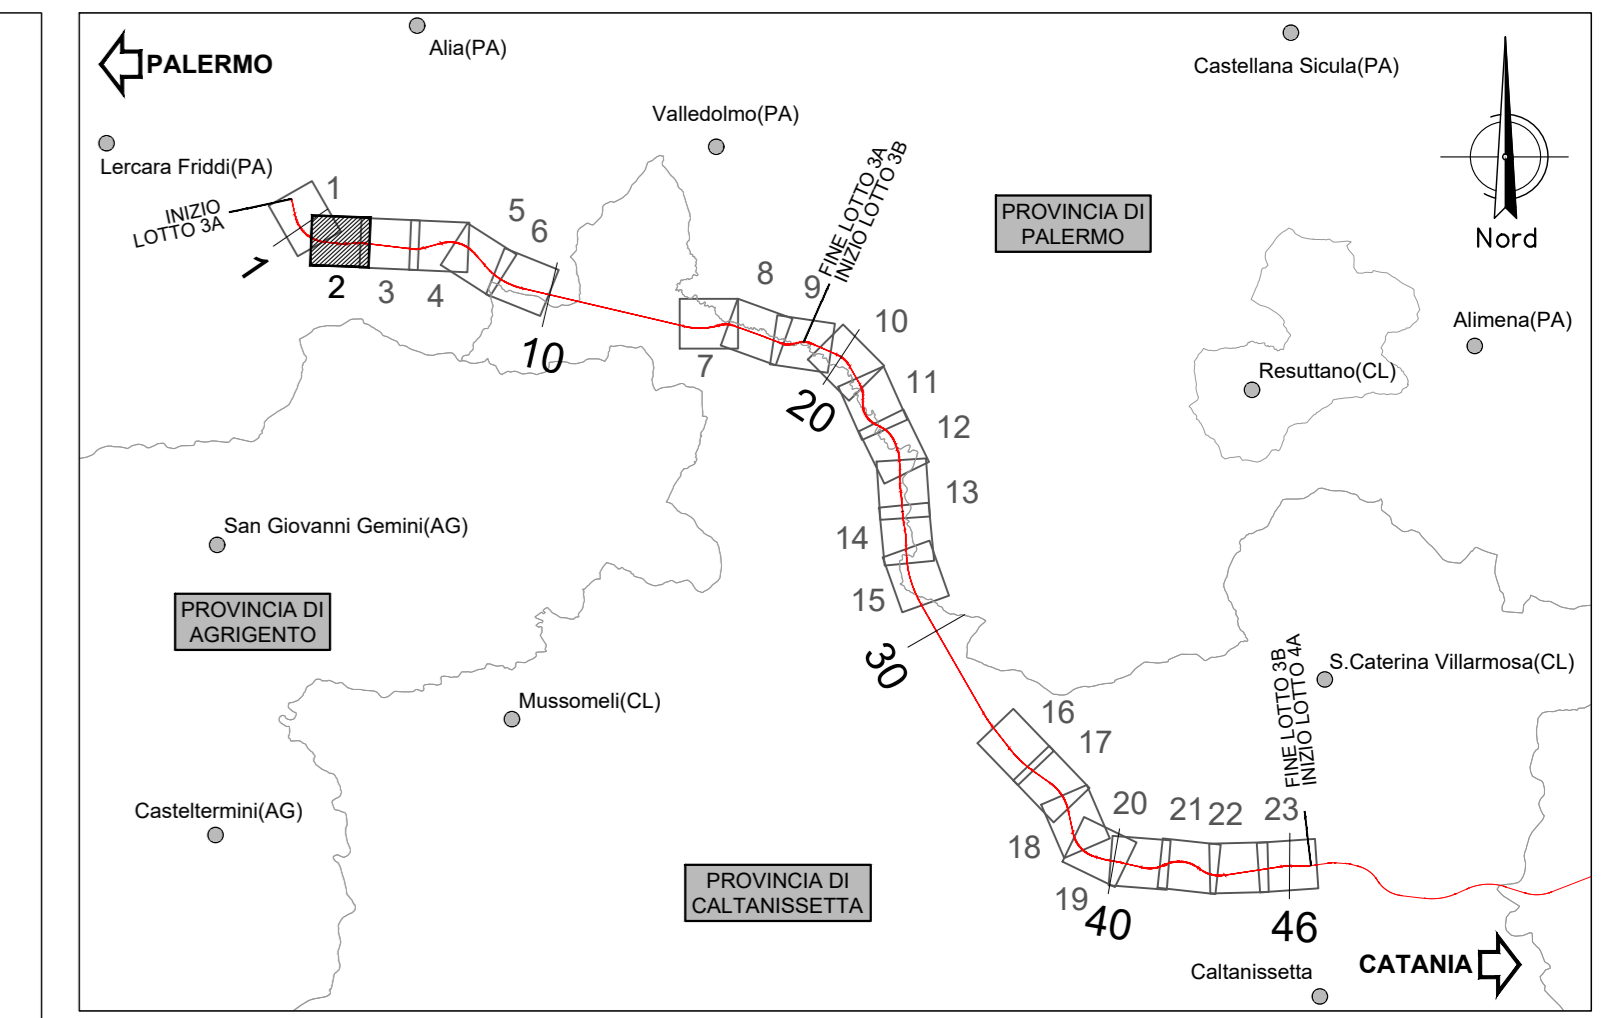 PALERMO
Alia(PA)
Castellana Sicula(PA)
Valledolmo(PA)
Lercara Friddi(PA)
INIZIO
LOTTO 3A
1
1
2
3
4
5
6
10
FINE LOTTO 3A
INIZIO LOTTO 3B
PROVINCIA DI
PALERMO
Nord
7
8
9
10
20
11
12
13
14
15
30
Alimena(PA)
Resuttano(CL)
San Giovanni Gemini(AG)
PROVINCIA DI
AGRIGENTO
Mussomeli(CL)
Casteltermini(AG)
S.Caterina Villarmosa(CL)
FINE LOTTO 3B
INIZIO LOTTO 4A
16
17
18
19
20
21
22
23
40
46
PROVINCIA DI
CALTANISSETTA
Caltanissetta
CATANIA